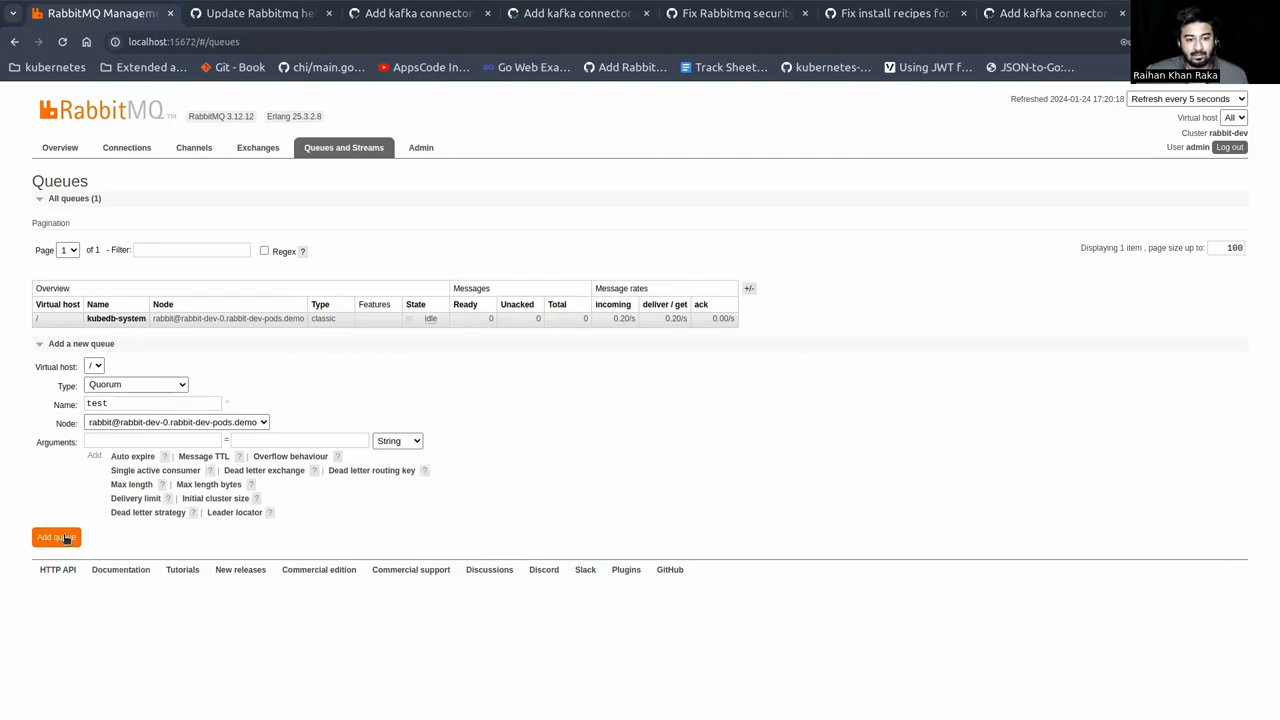 RabbitMQ Manageme
Update Rabbitmq he
Add kafka connector
Add kafka connector
Fix Rabbitmq security
Fix install recipes for
Add kafka connector
localhost:15672/#/queues
kubernetes
Extended a...
Git - Book
chi/main.go...
AppsCode In...
Go Web Exa...
Add Rabbit...
Track Sheet...
kubernetes-...
Using JWT f...
JSON-to-Go:...
Raihan Khan Raka
RabbitMQ TM RabbitMQ 3.12.12 Erlang 25.3.2.8
Refreshed 2024-01-24 17:20:18 Refresh every 5 seconds
Virtual host All
Cluster rabbit-dev
User admin Log out
Overview Connections Channels Exchanges Queues and Streams Admin
Queues
All queues (1)
Pagination
Page 1 of 1 - Filter: Regex ?
Displaying 1 item , page size up to: 100
Overview Messages Message rates +/-
Virtual host Name Node Type Features State Ready Unacked Total incoming deliver / get ack
/ kubedb-system rabbit@rabbit-dev-0.rabbit-dev-pods.demo classic idle 0 0 0 0.20/s 0.20/s 0.00/s
Add a new queue
Virtual host: /
Type: Quorum
Name: test *
Node: rabbit@rabbit-dev-0.rabbit-dev-pods.demo
Arguments: = String
Add Auto expire ? | Message TTL ? | Overflow behaviour ?
Single active consumer ? | Dead letter exchange ? | Dead letter routing key ?
Max length ? | Max length bytes ?
Delivery limit ? | Initial cluster size ?
Dead letter strategy ? | Leader locator ?
Add queue
HTTP API Documentation Tutorials New releases Commercial edition Commercial support Discussions Discord Slack Plugins GitHub